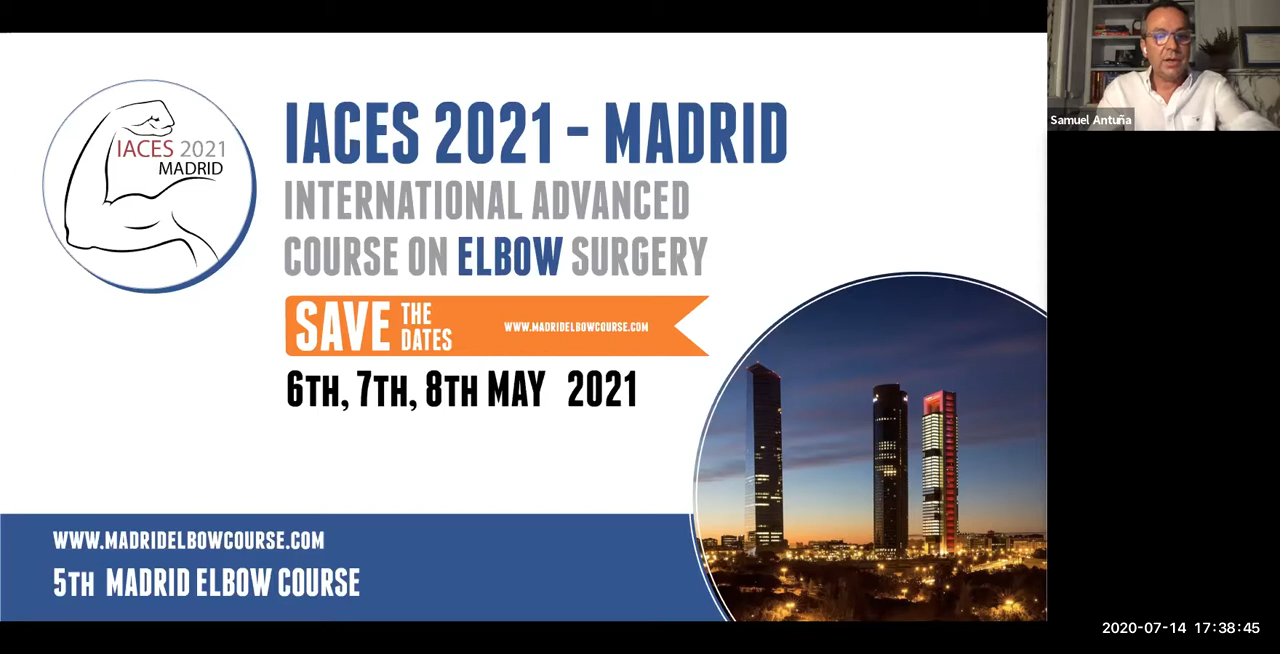 IACES 2021
MADRID
IACES 2021 - MADRID
INTERNATIONAL ADVANCED
COURSE ON ELBOW SURGERY
SAVE THE DATES
WWW.MADRIDELBOWCOURSE.COM
6TH, 7TH, 8TH MAY 2021
WWW.MADRIDELBOWCOURSE.COM
5TH MADRID ELBOW COURSE
Samuel Antuña
2020-07-14 17:38:45